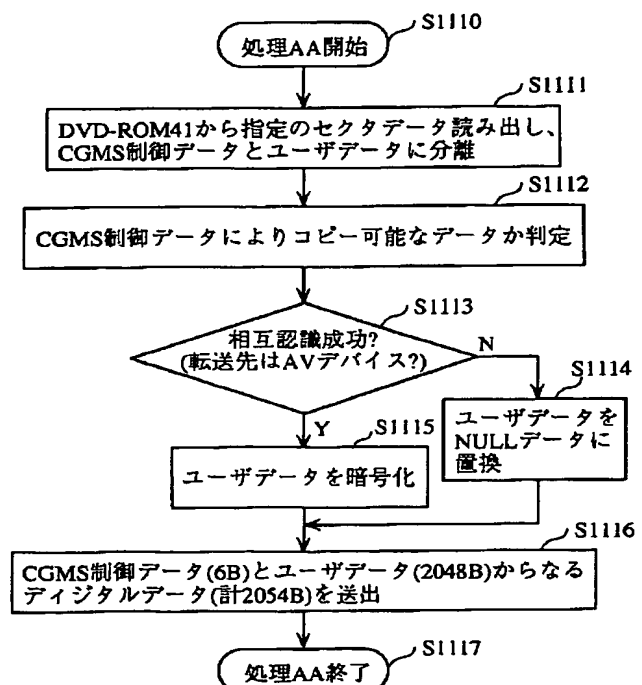 S1110
処理AA開始
S1111
DVD-ROM41から指定のセクタデータ読み出し、
CGMS制御データとユーザデータに分離
S1112
CGMS制御データによりコピー可能なデータか判定
S1113
相互認識成功?
(転送先はAVデバイス?)
N
S1114
ユーザデータを
NULLデータに
置換
Y
S1115
ユーザデータを暗号化
S1116
CGMS制御データ(6B)とユーザデータ(2048B)からなる
ディジタルデータ(計2054B)を送出
S1117
処理AA終了